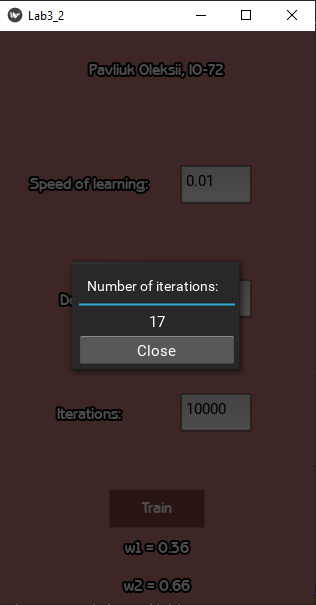 Lab3_2
Pavliuk Oleksii, IO-72
Speed of learning:
0.01
Number of iterations:
17
Close
Iterations:
10000
Train
w1 = 0.36
w2 = 0.66